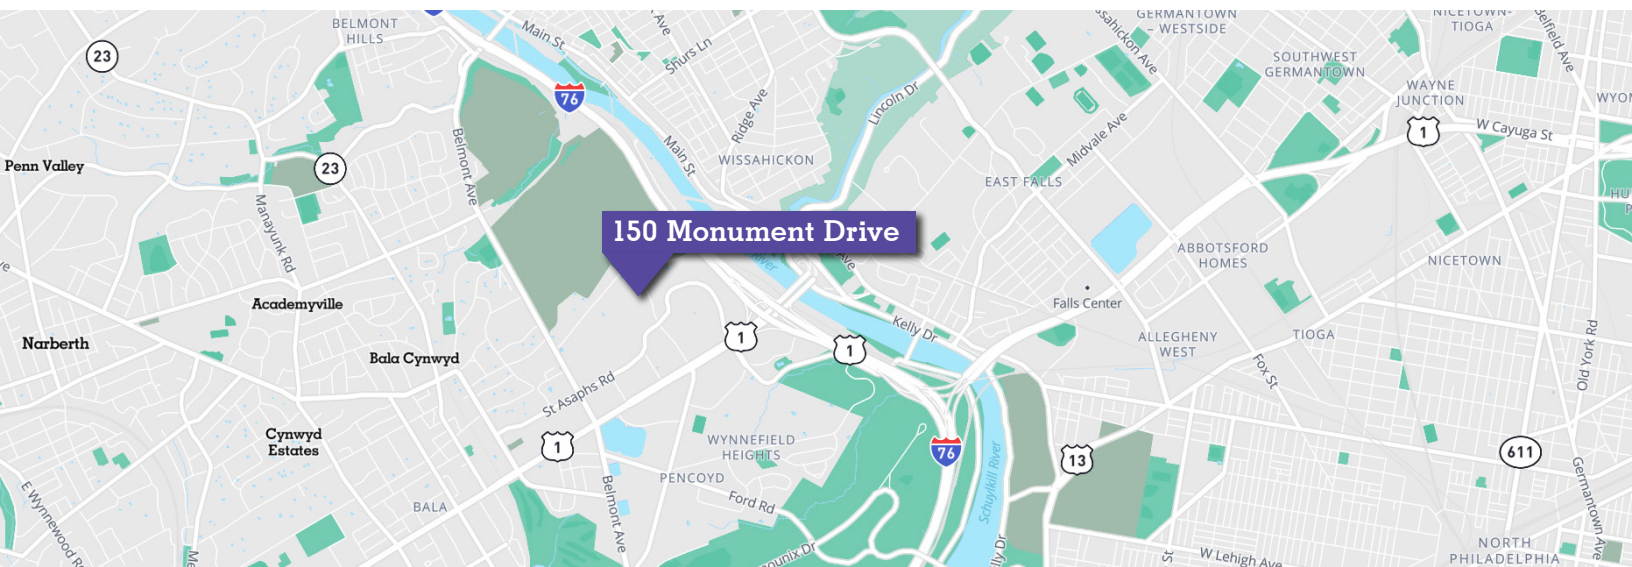 BELMONT
HILLS
Main St
Shurs Ln
Ave
GERMANTOWN
– WESTSIDE
NICETOWN-
TIOGA
Belfield Ave
23
76
Lincoln Dr
SOUTHWEST
GERMANTOWN
WAYNE
JUNCTION
1
W Cayuga St
Ridge Ave
Midvale Ave
Belmont Ave
Main St
WISSAHICKON
EAST FALLS
Penn Valley
23
Manayunk Rd
150 Monument Drive
River
Ave
ABBOTSFORD
HOMES
NICETOWN
Falls Center
Academyville
Narberth
Bala Cynwyd
1
1
Kelly Dr
ALLEGHENY
WEST
TIOGA
Fox St
Old York Rd
St Asaphs Rd
Cynwyd
Estates
1
WYNNEFIELD
HEIGHTS
76
13
611
PENCOYD
Ford Rd
Belmont Ave
Schuylkill River
E Wynnewood Rd
BALA
Germantown Ave
St
W Lehigh Ave
NORTH
PHILADELPHIA